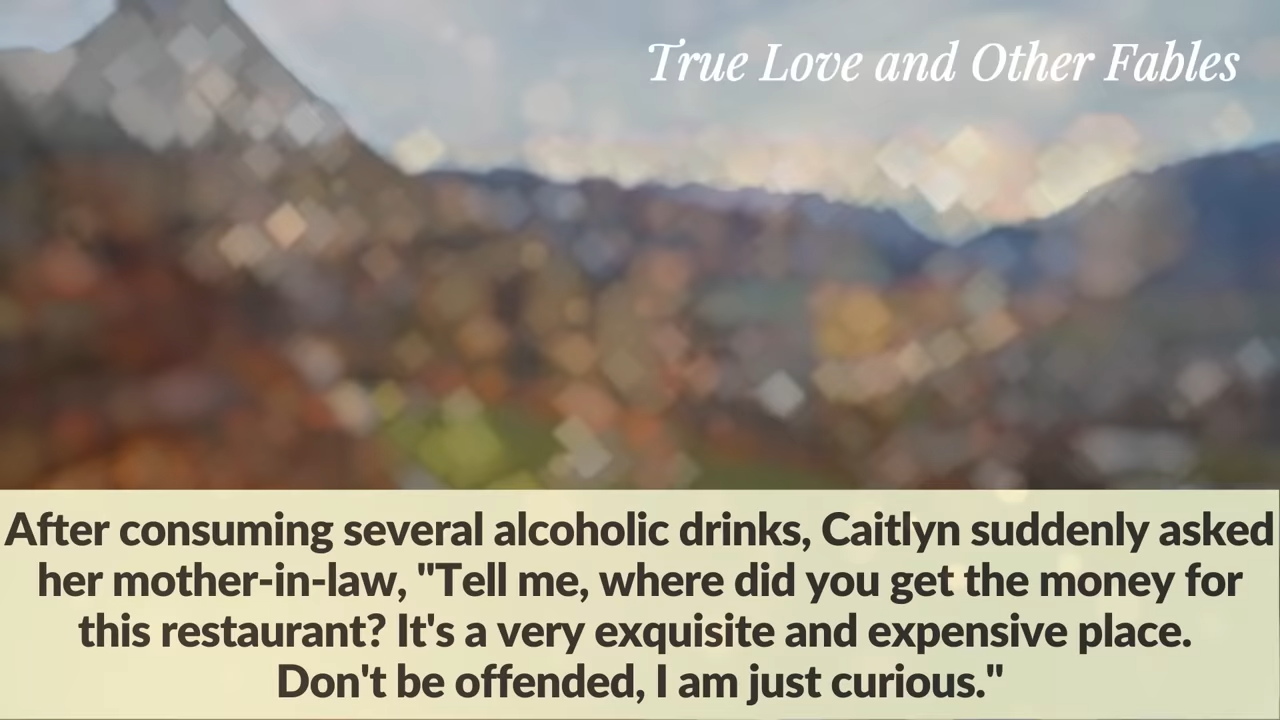 True Love and Other Fables
After consuming several alcoholic drinks, Caitlyn suddenly asked
her mother-in-law, "Tell me, where did you get the money for
this restaurant? It's a very exquisite and expensive place.
Don't be offended, I am just curious."